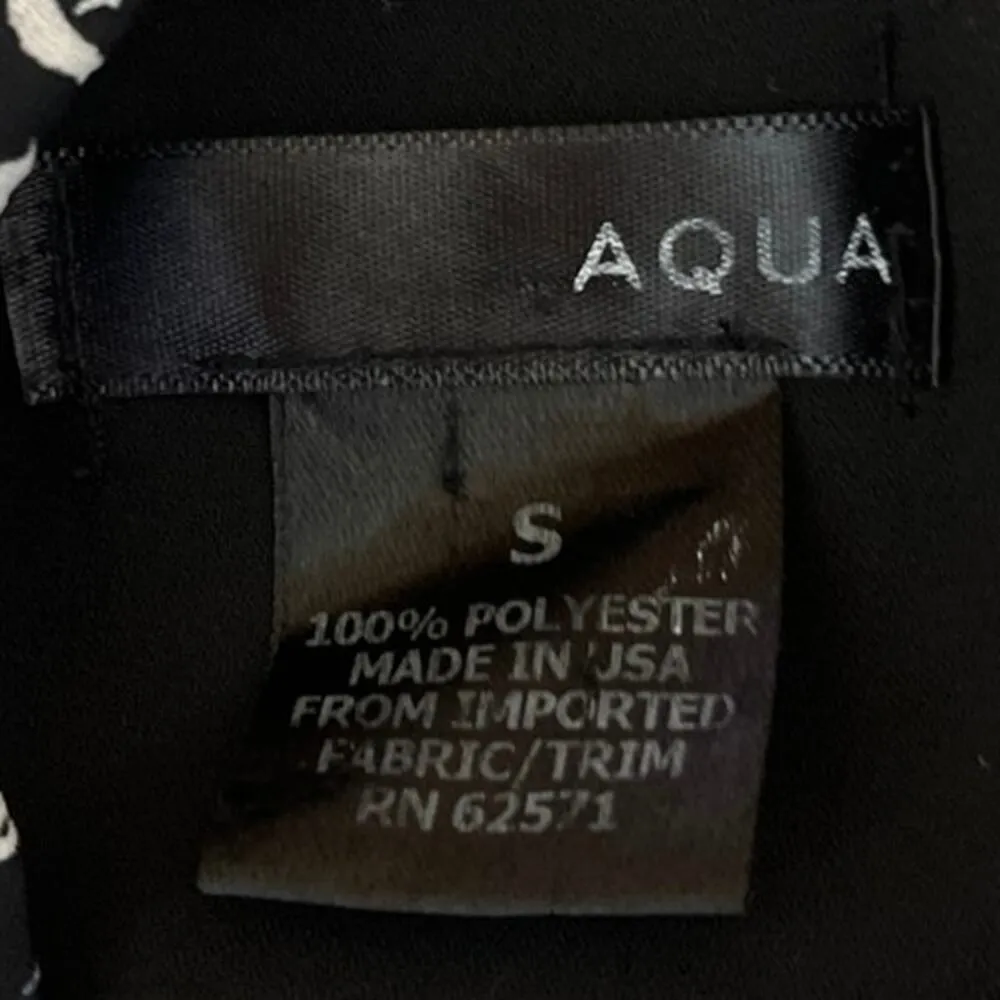 AQUA
S
100% POLYESTER
MADE IN USA
FROM IMPORTED
FABRIC/TRIM
RN 62571